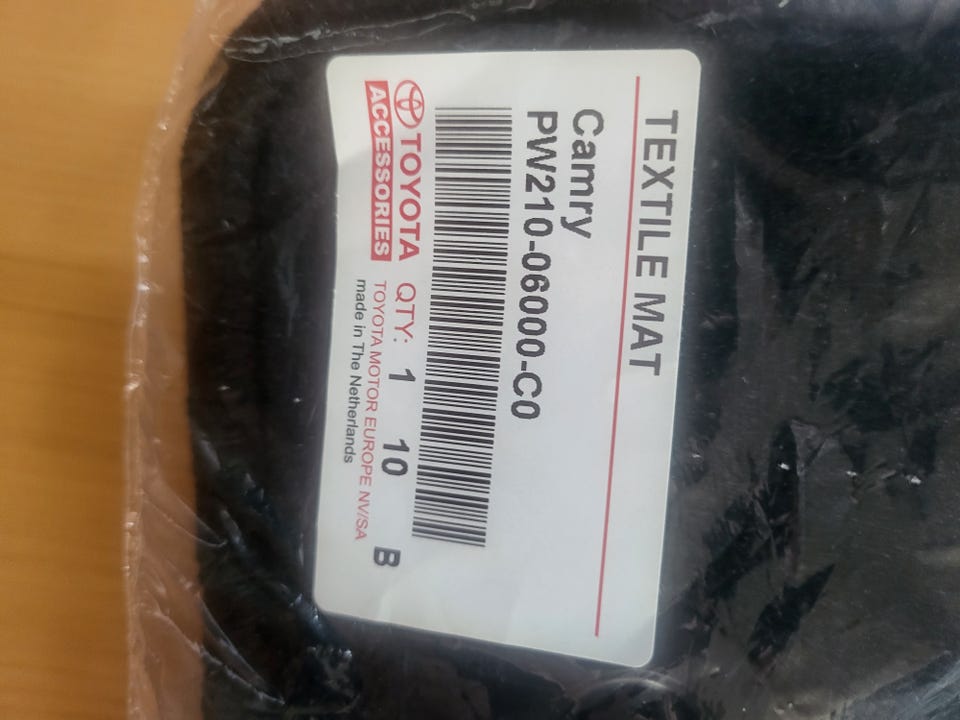 TEXTILE MAT
Camry
PW210-06000-C0
TOYOTA QTY: 1 10 B
ACCESSORIES TOYOTA MOTOR EUROPE NV/SA
made in The Netherlands